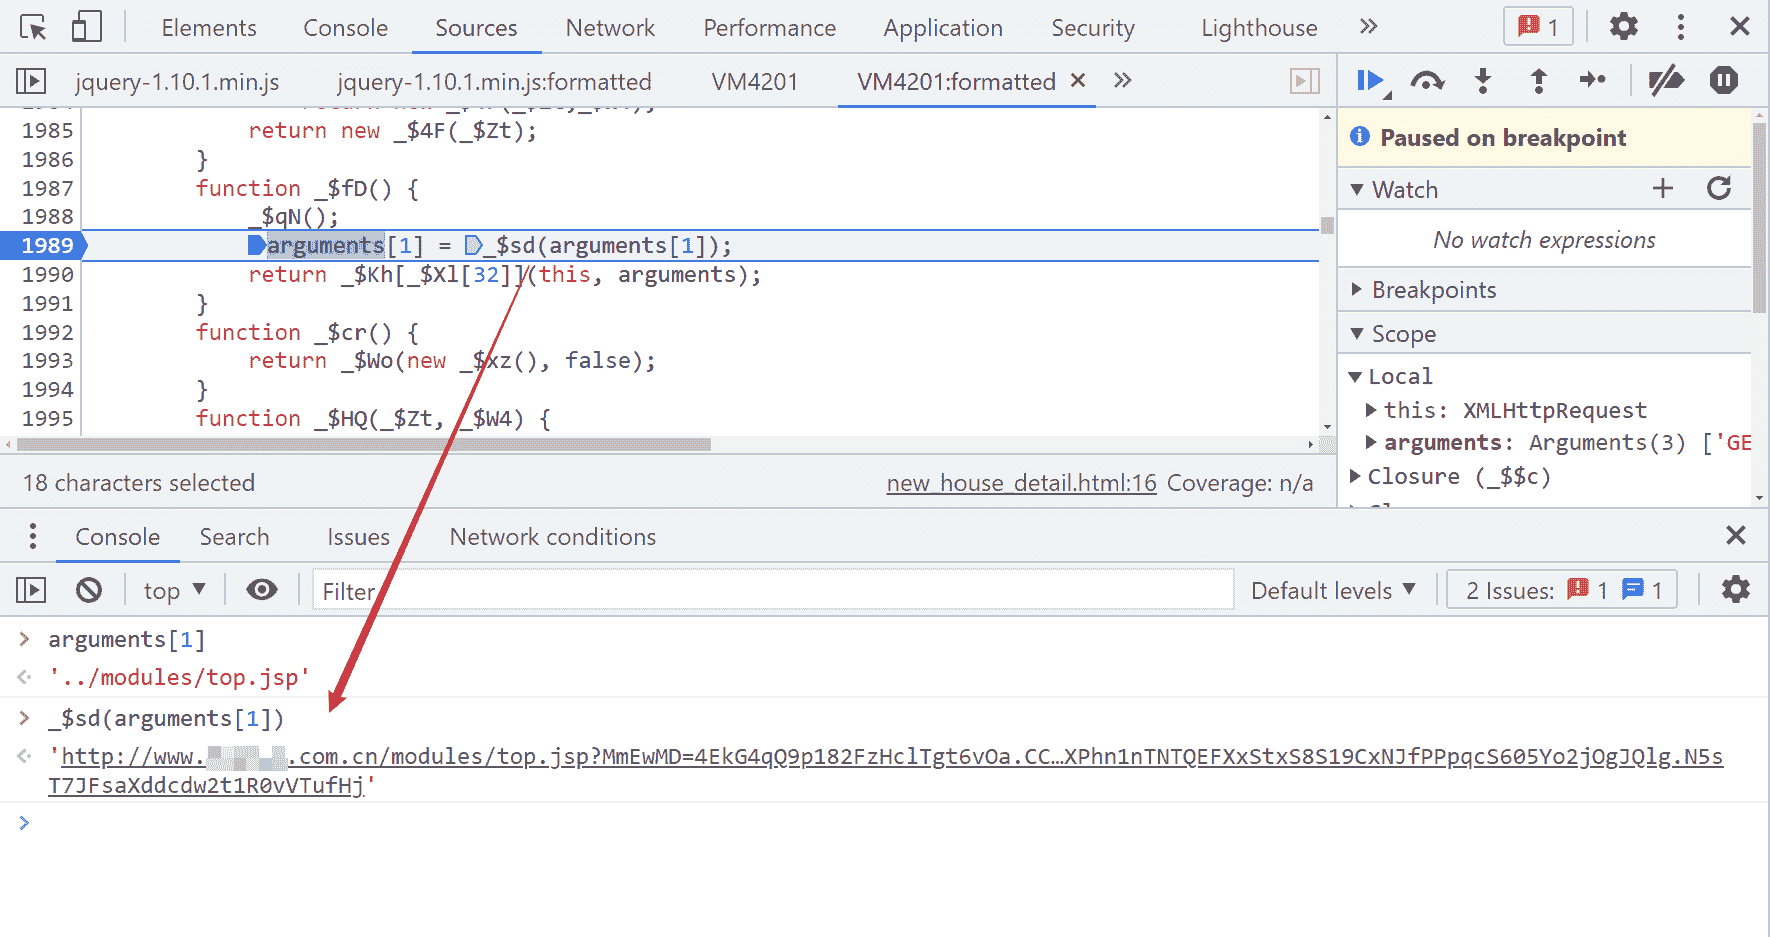 Elements Console Sources Network Performance Application Security Lighthouse » 1
jquery-1.10.1.min.js jquery-1.10.1.min.js:formatted VM4201 VM4201:formatted × »
1985 return new _$4F(_$Zt);
1986 }
1987 function _$fD() {
1988 _$qN();
1989 arguments[1] = _$sd(arguments[1]);
1990 return _$Kh[_$Xl[32]](this, arguments);
1991 }
1992 function _$cr() {
1993 return _$Wo(new _$xz(), false);
1994 }
1995 function _$HQ(_$Zt, _$W4) {
18 characters selected new_house_detail.html:16 Coverage: n/a
Paused on breakpoint
Watch
No watch expressions
Breakpoints
Scope
Local
this: XMLHttpRequest
arguments: Arguments(3) ['GE
Closure (_$$c)
Console Search Issues Network conditions
top Filter Default levels 2 Issues: 1 1
> arguments[1]
'../modules/top.jsp'
> _$sd(arguments[1])
'http://www. .com.cn/modules/top.jsp?MmEwMD=4EkG4qQ9p182FzHclTgt6vOa.CC…XPhn1nTNTQEFXxStxS8S19CxNJfPPpqcS605Yo2jOgJQlg.N5s
T7JFsaXddcdw2t1R0vVTufHj'
>